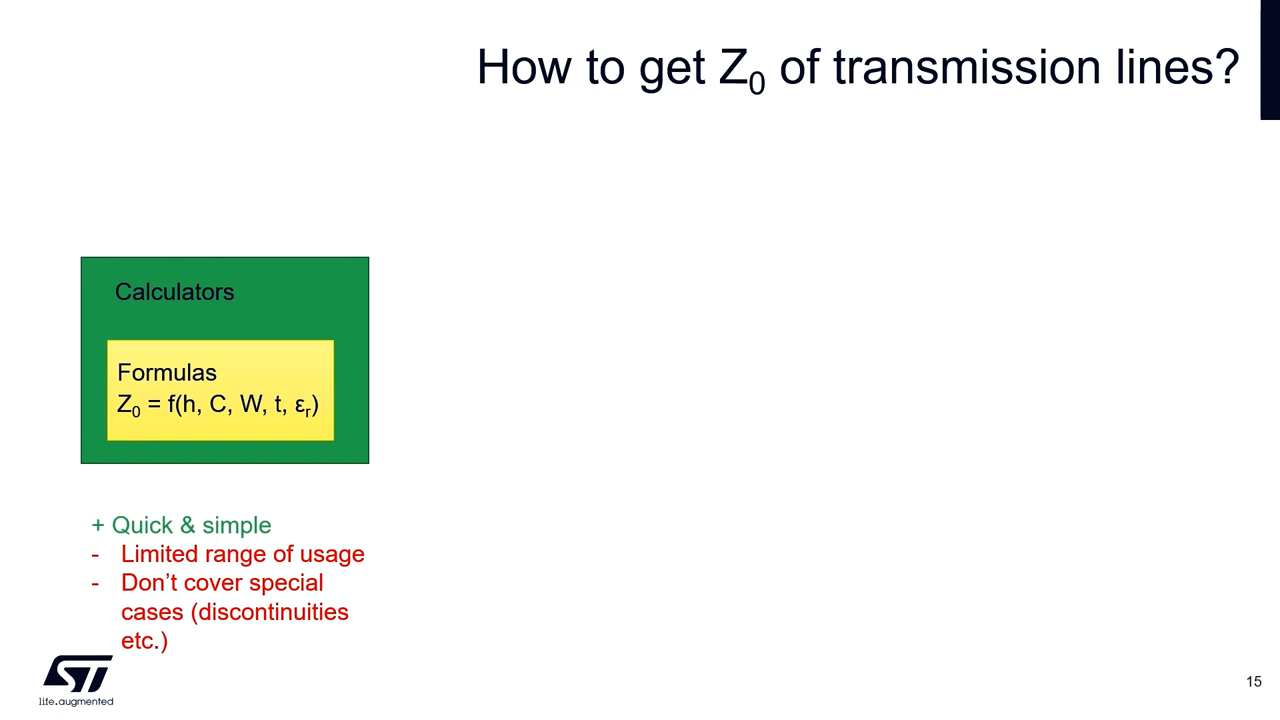 How to get Z₀ of transmission lines?
Calculators
Formulas
Z₀ = f(h, C, W, t, εᵣ)
+ Quick & simple
- Limited range of usage
- Don’t cover special
cases (discontinuities
etc.)
ST
life.augmented
15